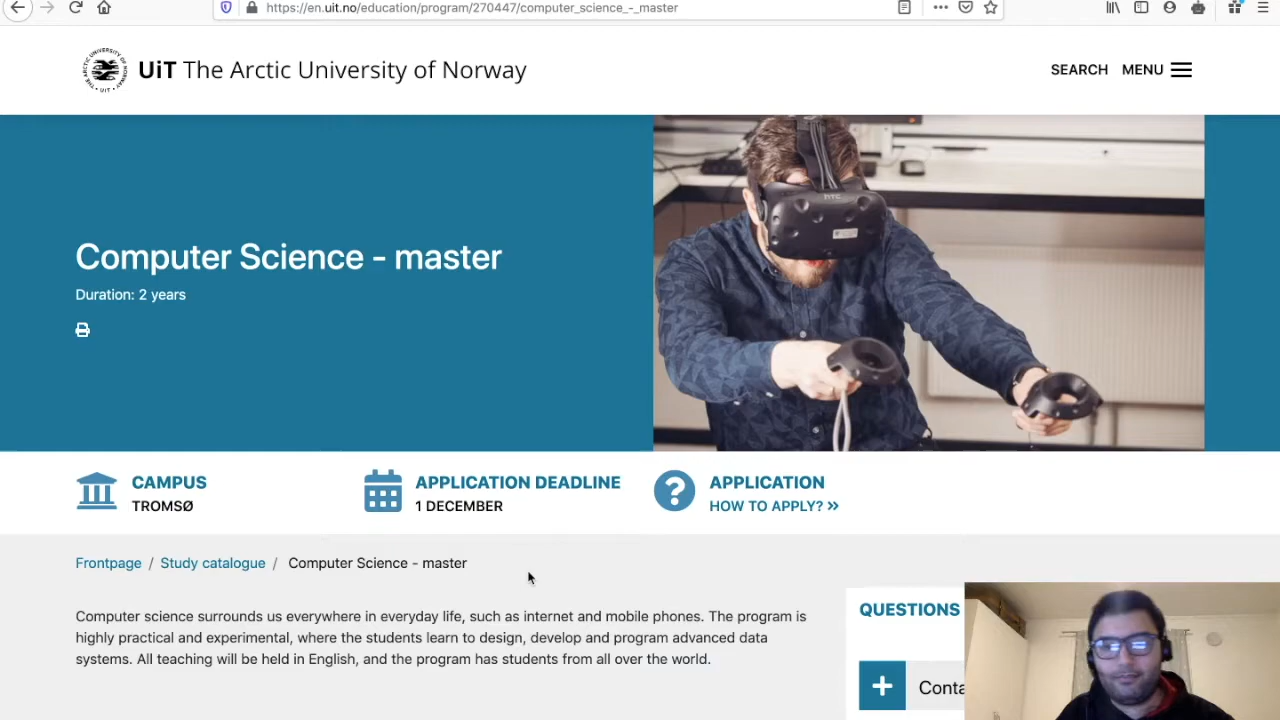 https://en.uit.no/education/program/270447/computer_science_-_master
UiT The Arctic University of Norway
SEARCH MENU
Computer Science - master
Duration: 2 years
hTC
CAMPUS
TROMSØ
APPLICATION DEADLINE
1 DECEMBER
APPLICATION
HOW TO APPLY? »
Frontpage / Study catalogue / Computer Science - master
Computer science surrounds us everywhere in everyday life, such as internet and mobile phones. The program is
highly practical and experimental, where the students learn to design, develop and program advanced data
systems. All teaching will be held in English, and the program has students from all over the world.
QUESTIONS
Conta